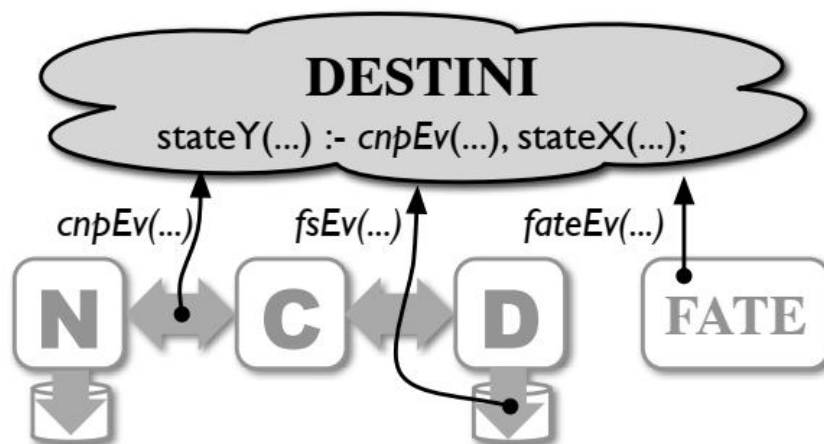 DESTINI
stateY(...) :- cnpEv(...), stateX(...);
cnpEv(...) fsEv(...) fateEv(...)
N C D FATE